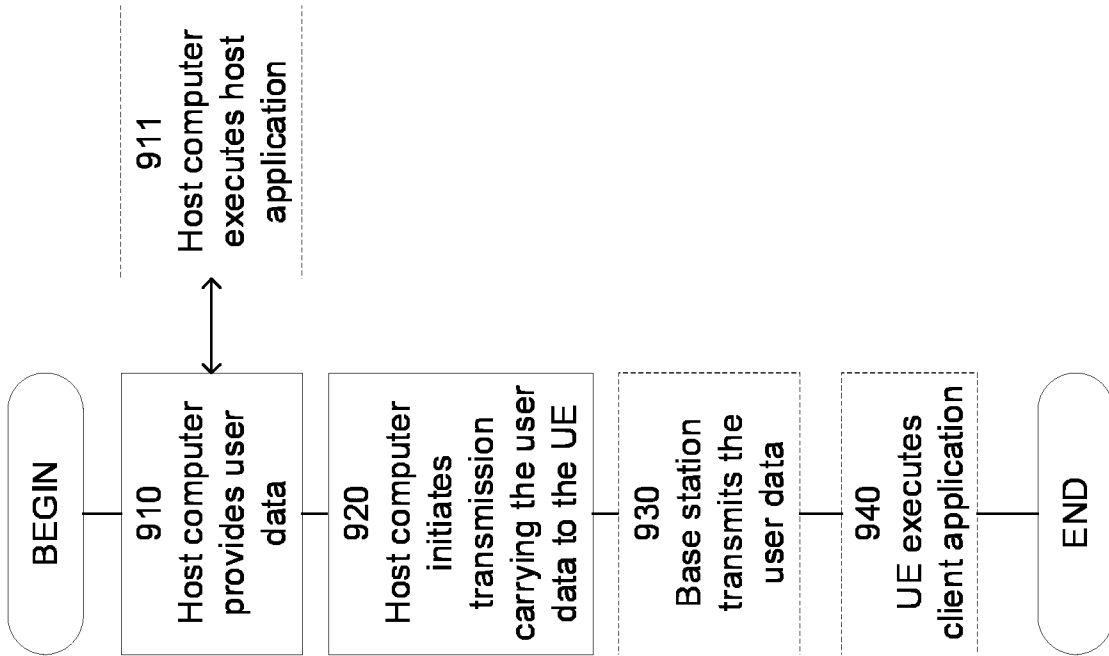 BEGIN
910
Host computer
provides user
data
911
Host computer
executes host
application
920
Host computer
initiates
transmission
carrying the user
data to the UE
930
Base station
transmits the
user data
940
UE executes
client application
END